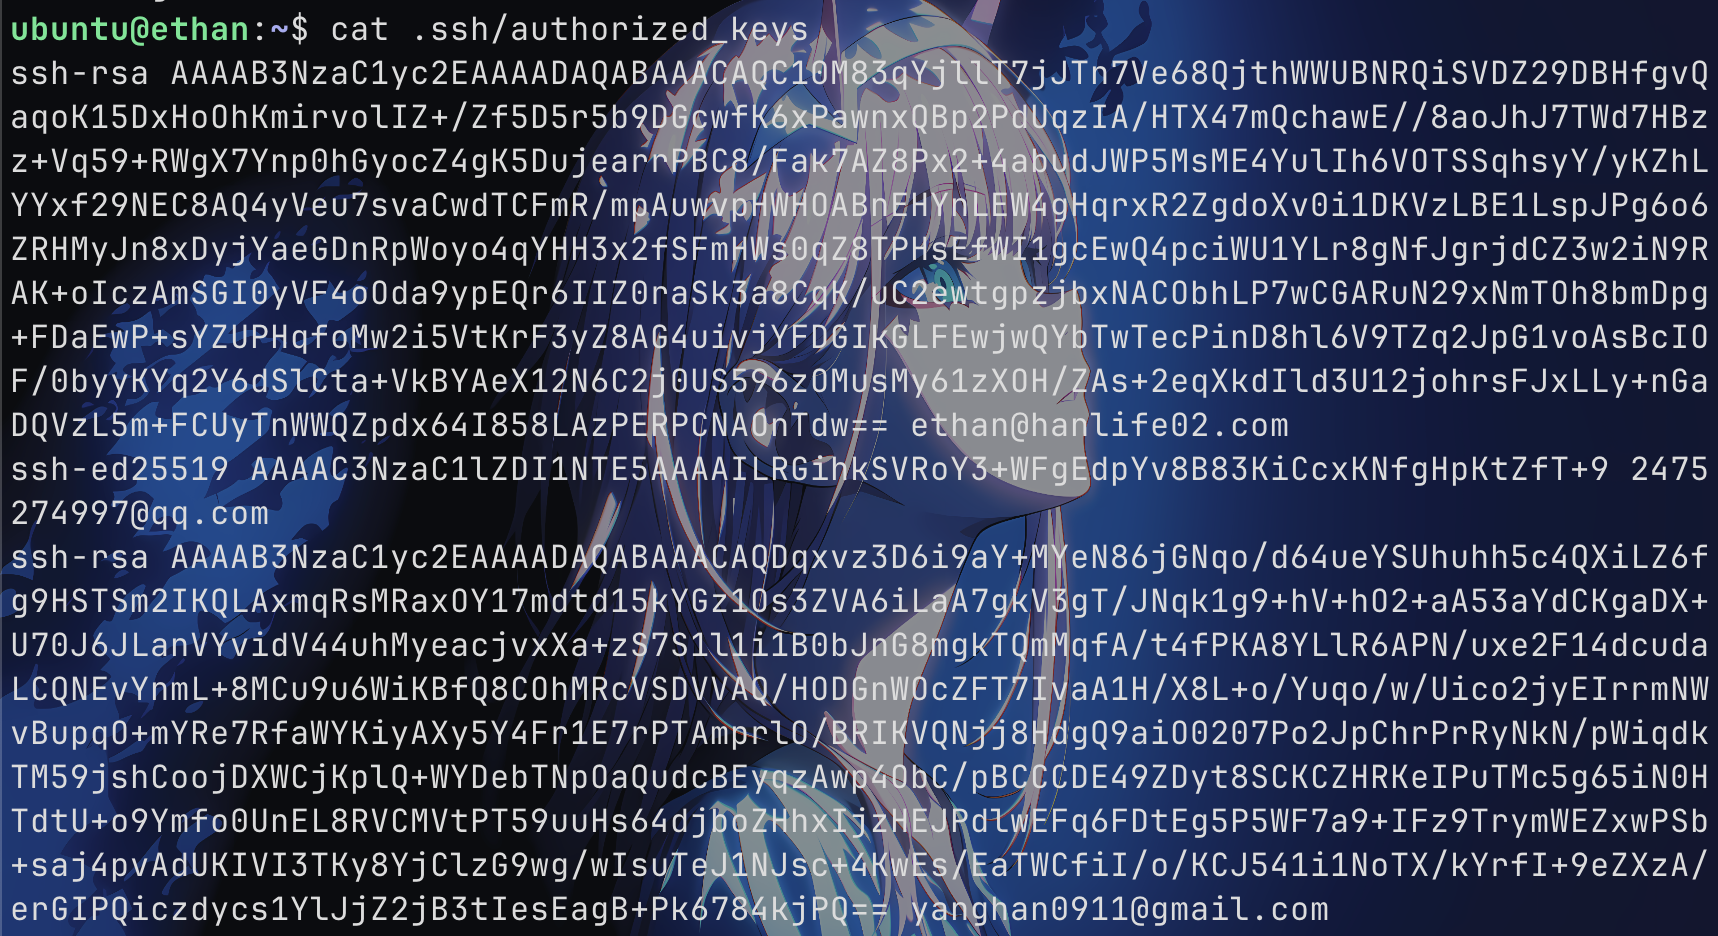 ubuntu@ethan:~$ cat .ssh/authorized_keys
ssh-rsa AAAAB3NzaC1yc2EAAAADAQABAAACAQC10M83qYjllT7jJTn7Ve68QjthWWUBNRQiSVDZ29DBHfgvQ
aqoK15DxHoOhKmirvolIZ+/Zf5D5r5b9DGcwfK6xPawnxQBp2PdUqzIA/HTX47mQchawE//8aoJhJ7TWd7HBz
z+Vq59+RWgX7Ynp0hGyocZ4gK5DujearrPBC8/Fak7AZ8Px2+4abudJWP5MsME4YulIh6VOTSSqhsyY/yKZhL
YYxf29NEC8AQ4yVeu7svaCwdTCFmR/mpAuwvpHWHOABnEHYnLEW4gHqrxR2ZgdoXv0i1DKVzLBE1LspJPg6o6
ZRHMyJn8xDyjYaeGDnRpWoyo4qYHH3x2fSFmHWs0qZ8TPHsEfWI1gcEwQ4pciWU1YLr8gNfJgrjdCZ3w2iN9R
AK+oIczAmSGI0yVF4oOda9ypEQr6IIZ0raSk3a8CqK/uC2ewtgpzjbxNACObhLP7wCGARuN29xNmTOh8bmDpg
+FDaEwP+sYZUPHqfoMw2i5VtKrF3yZ8AG4uivjYFDGIkGLFEwjwQYbTwTecPinD8hl6V9TZq2JpG1voAsBcIO
F/0byyKYq2Y6dSlCta+VkBYAeX12N6C2j0US596zOMusMy61zXOH/ZAs+2eqXkdIld3U12johrsFJxLLy+nGa
DQVzL5m+FCUyTnWWQZpdx64I858LAzPERPCNAOnTdw== ethan@hanlife02.com
ssh-ed25519 AAAAC3NzaC1lZDI1NTE5AAAAILRGihkSVRoY3+WFgEdpYv8B83KiCcxKNfgHpKtZfT+9 2475
274997@qq.com
ssh-rsa AAAAB3NzaC1yc2EAAAADAQABAAACAQDqxvz3D6i9aY+MYeN86jGNqo/d64ueYSUhuhh5c4QXiLZ6f
g9HSTSm2IKQLAxmqRsMRaxOY17mdtd15kYGz1Os3ZVA6iLaA7gkV3gT/JNqk1g9+hV+hO2+aA53aYdCKgaDX+
U70J6JLanVYvidV44uhMyeacjvxXa+zS7S1l1i1B0bJnG8mgkTQmMqfA/t4fPKA8YLlR6APN/uxe2F14dcuda
LCQNEvYnmL+8MCu9u6WiKBfQ8COhMRcVSDVVAQ/HODGnWOcZFT7IvaA1H/X8L+o/Yuqo/w/Uico2jyEIrrmNW
vBupqO+mYRe7RfaWYKiyAXy5Y4Fr1E7rPTAmprlO/BRIKVQNjj8HdgQ9aiO0207Po2JpChrPrRyNkN/pWiqdk
TM59jshCoojDXWCjKplQ+WYDebTNpOaQudcBEyqzAwp4ObC/pBCCCDE49ZDyt8SCKCZHRKeIPuTMc5g65iN0H
TdtU+o9Ymfo0UnEL8RVCMVtPT59uuHs64djboZHhxIjzHEJPdlwEFq6FDtEg5P5WF7a9+IFz9TrymWEZxwPSb
+saj4pvAdUKIVI3TKy8YjClzG9wg/wIsuTeJ1NJsc+4KwEs/EaTWCfiI/o/KCJ541i1NoTX/kYrfI+9eZXzA/
erGIPQiczdycs1YlJjZ2jB3tIesEagB+Pk6784kjPQ== yanghan0911@gmail.com